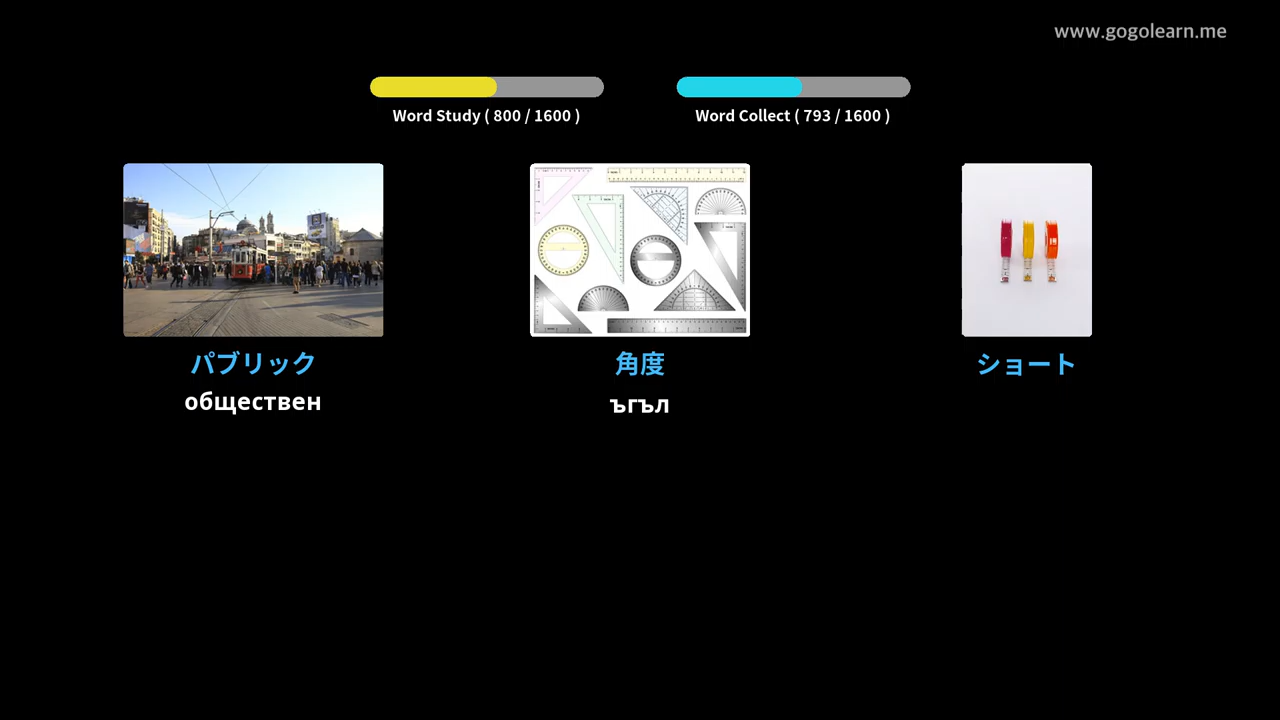 www.gogolearn.me
Word Study ( 800 / 1600 )
Word Collect ( 793 / 1600 )
パブリック
角度
ショート
обществен
ъгъл